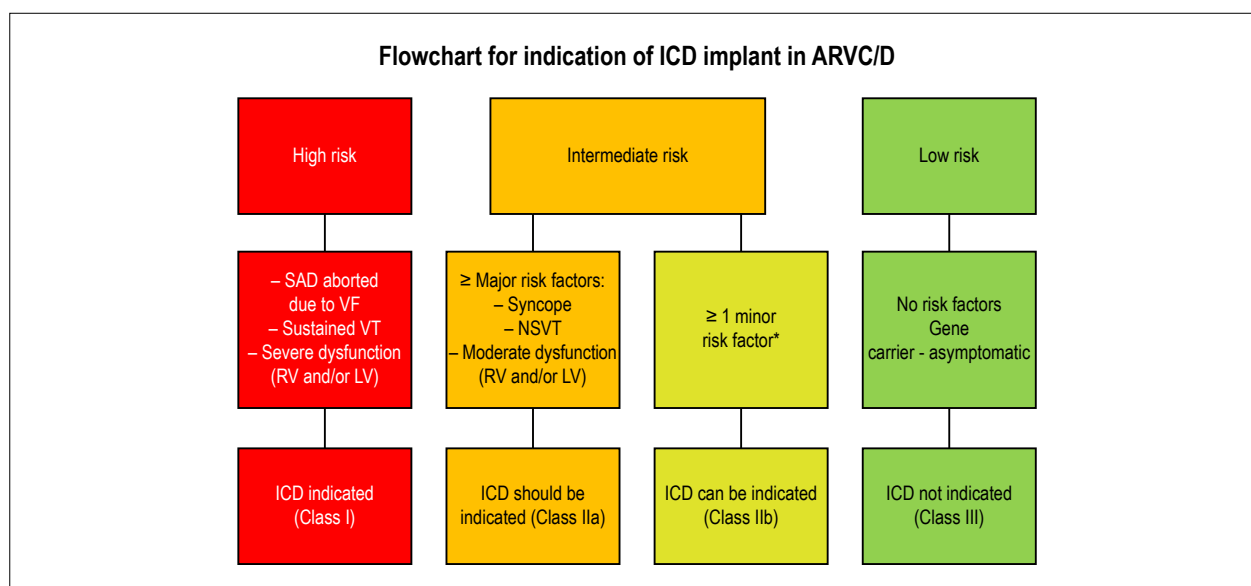 Flowchart for indication of ICD implant in ARVC/D
High risk
Intermediate risk
Low risk
– SAD aborted
due to VF
– Sustained VT
– Severe dysfunction
(RV and/or LV)
≥ Major risk factors:
– Syncope
– NSVT
– Moderate dysfunction
(RV and/or LV)
≥ 1 minor
risk factor*
No risk factors
Gene
carrier - asymptomatic
ICD indicated
(Class I)
ICD should be
indicated (Class IIa)
ICD can be indicated
(Class IIb)
ICD not indicated
(Class III)